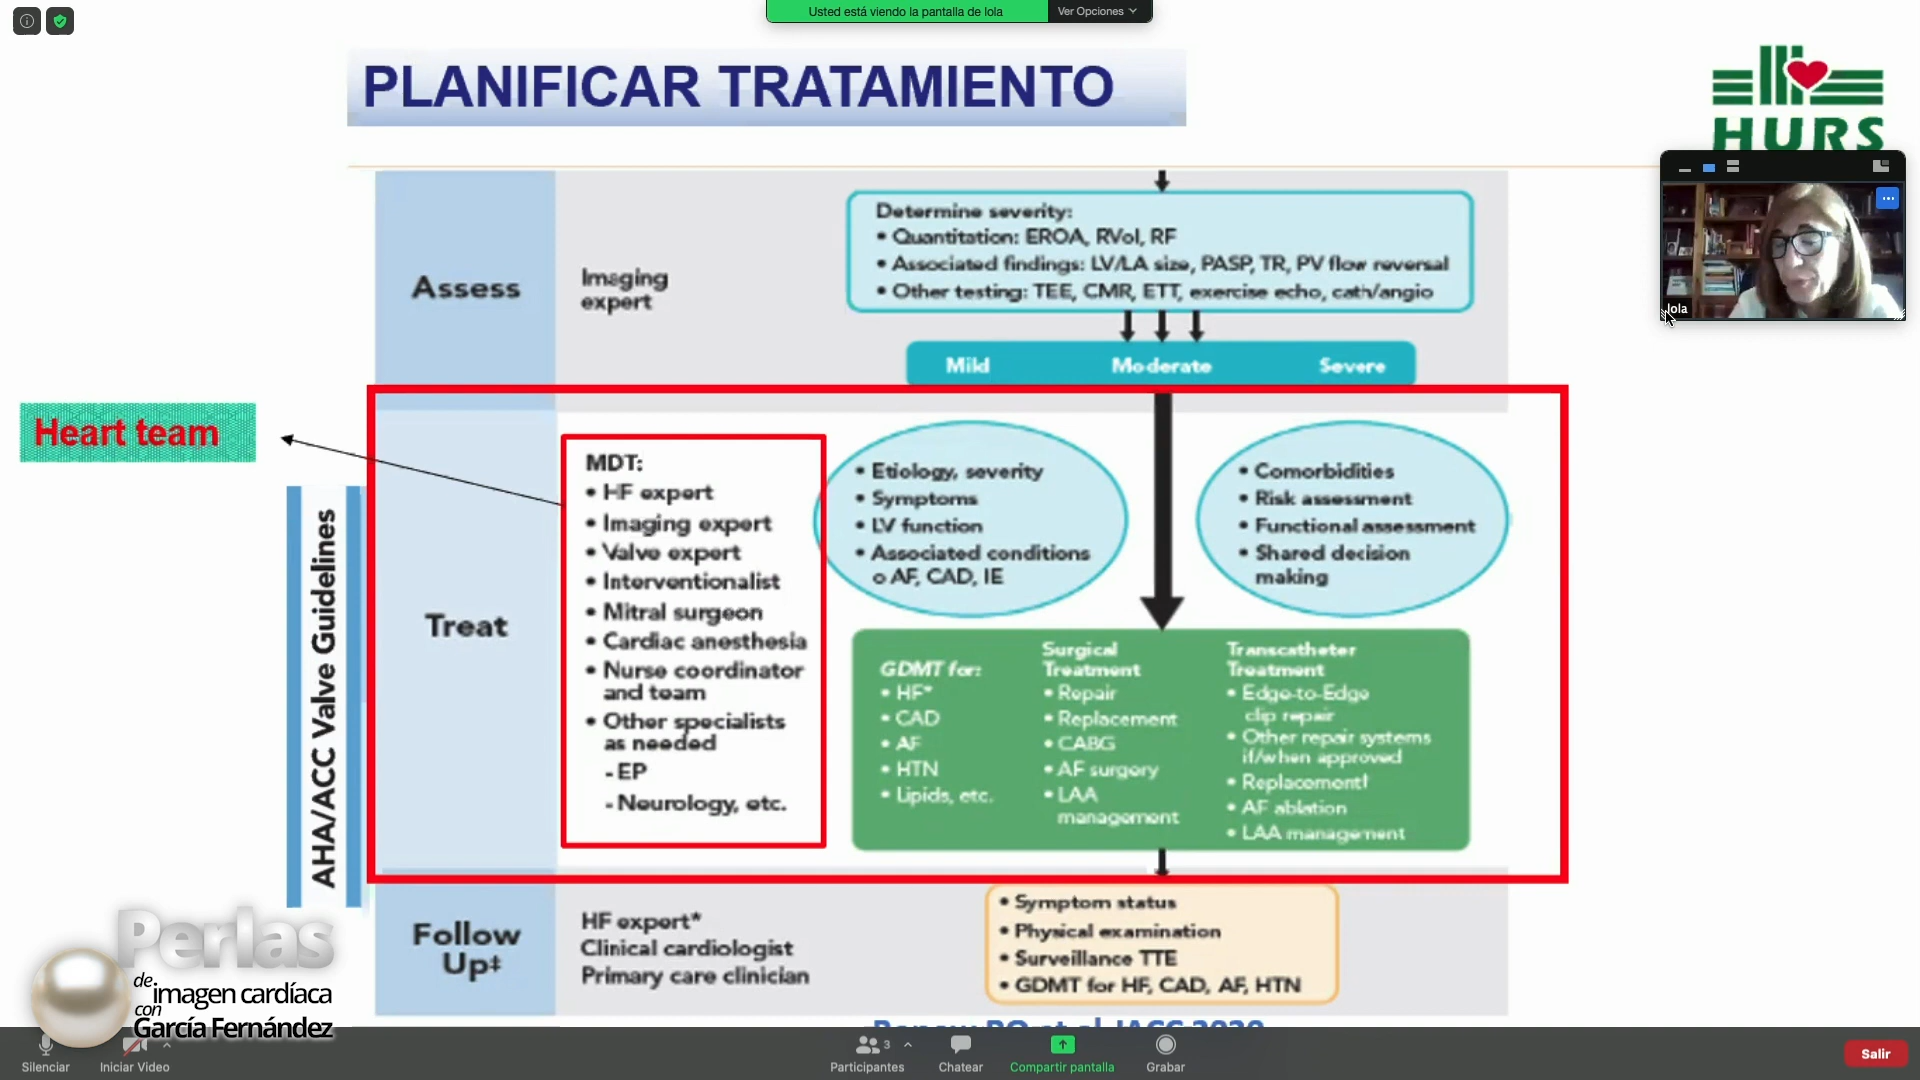 Usted está viendo la pantalla de lola
Ver Opciones
PLANIFICAR TRATAMIENTO
HURS
lola
Assess
Imaging
expert
Determine severity:
• Quantitation: EROA, RVol, RF
• Associated findings: LV/LA size, PASP, TR, PV flow reversal
• Other testing: TEE, CMR, ETT, exercise echo, cath/angio
Mild Moderate Severe
Heart team
AHA/ACC Valve Guidelines
Treat
MDT:
• HF expert
• Imaging expert
• Valve expert
• Interventionalist
• Mitral surgeon
• Cardiac anesthesia
• Nurse coordinator
and team
• Other specialists
as needed
- EP
- Neurology, etc.
• Etiology, severity
• Symptoms
• LV function
• Associated conditions
o AF, CAD, IE
• Comorbidities
• Risk assessment
• Functional assessment
• Shared decision
making
GDMT for:
• HF*
• CAD
• AF
• HTN
• Lipids, etc.
Surgical
Treatment
• Repair
• Replacement
• CABG
• AF surgery
• LAA
management
Transcatheter
Treatment
• Edge-to-Edge
clip repair
• Other repair systems
if/when approved
• Replacement†
• AF ablation
• LAA management
Follow
Up‡
HF expert*
Clinical cardiologist
Primary care clinician
• Symptom status
• Physical examination
• Surveillance TTE
• GDMT for HF, CAD, AF, HTN
Perlas
de
imagen cardíaca
con
García Fernández
Silenciar
Iniciar Video
Participantes
3
Chatear
Compartir pantalla
Grabar
Salir